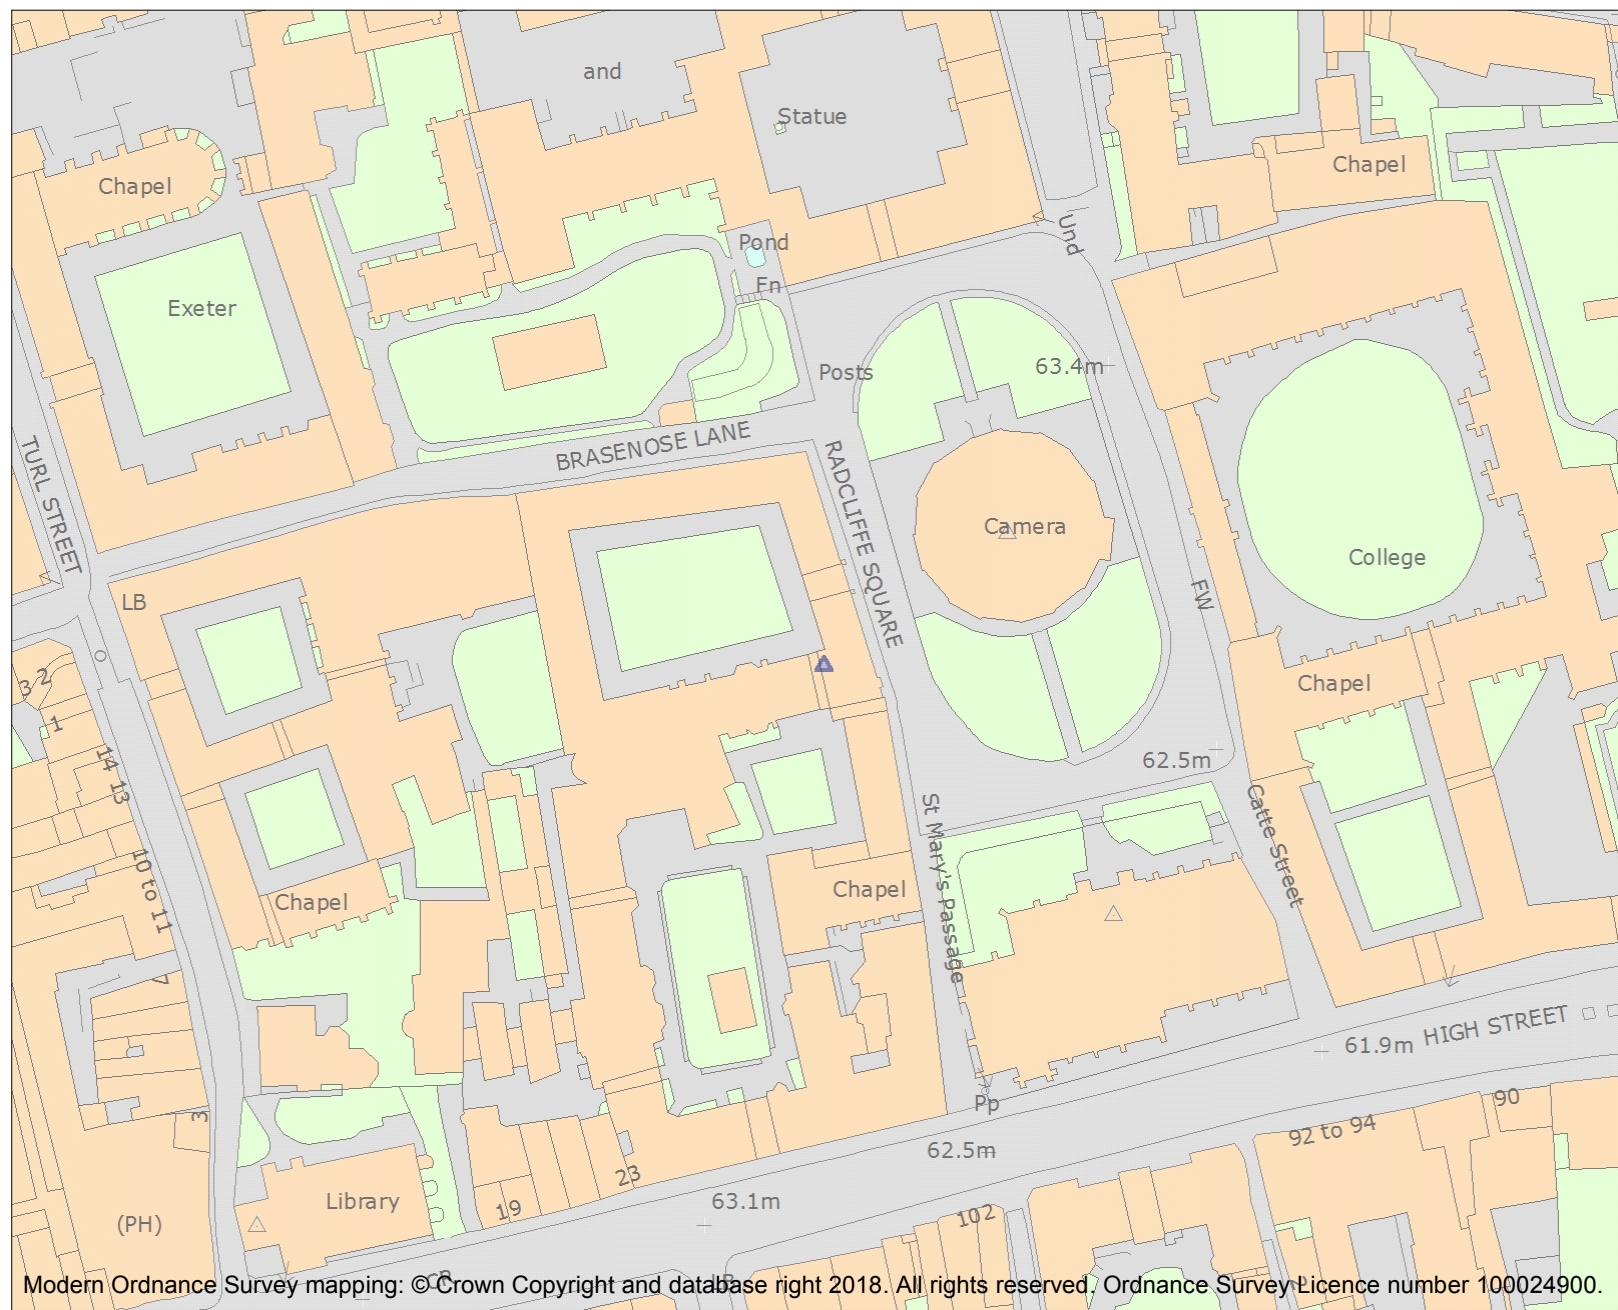 and
Statue
Chapel
Chapel
Und
Pond
Fn
Exeter
Posts
63.4m
TURL STREET
BRASENOSE LANE
RADCLIFFE SQUARE
Camera
College
FW
LB
3 2
1
Chapel
14 13
62.5m
Catte Street
St Mary's Passage
10 to 11
Chapel
Chapel
7
HIGH STREET
61.9m
3
Pp
90
92 to 94
62.5m
23
19
63.1m
102
Library
(PH)
CR
LB
Modern Ordnance Survey mapping: © Crown Copyright and database right 2018. All rights reserved. Ordnance Survey Licence number 100024900.